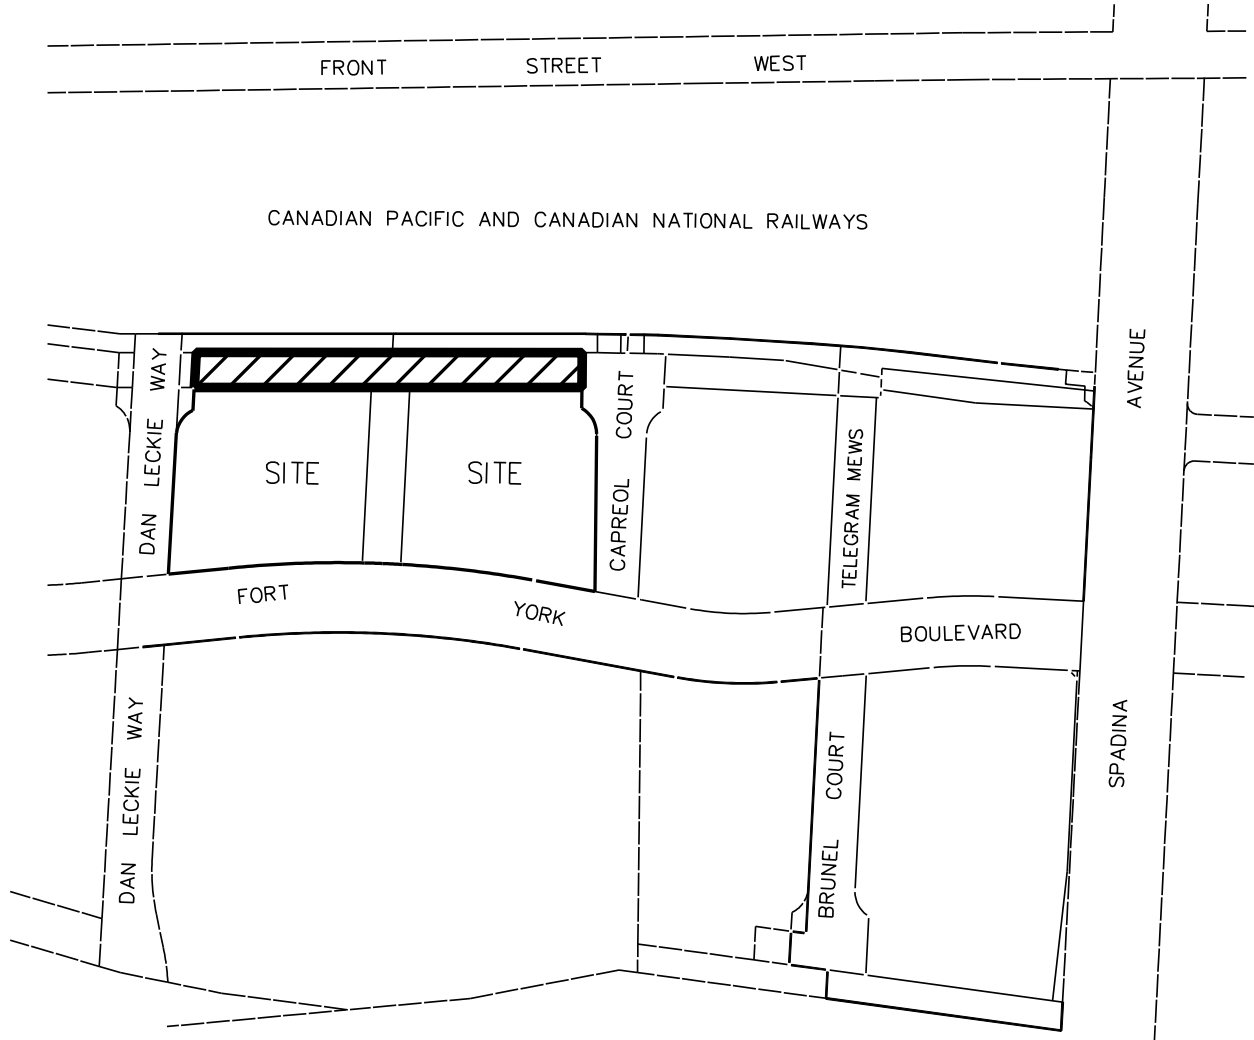 FRONT STREET WEST
CANADIAN PACIFIC AND CANADIAN NATIONAL RAILWAYS
DAN LECKIE WAY
SITE
SITE
CAPREOL COURT
TELEGRAM MEWS
AVENUE
FORT YORK BOULEVARD
DAN LECKIE WAY
BRUNEL COURT
SPADINA